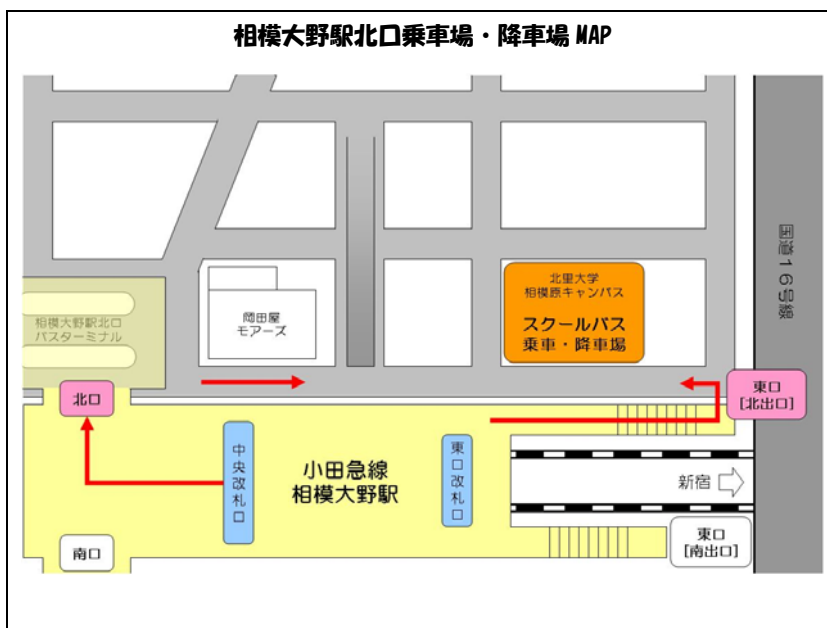 相模大野駅北口乗車場・降車場 MAP
国道16号線
北里大学
相模原キャンパス
スクールバス
乗車・降車場
岡田屋
モアーズ
相模大野駅北口
バスターミナル
北口
東口
[北出口]
中央改札口
東口改札口
小田急線
相模大野駅
新宿
南口
東口
[南出口]